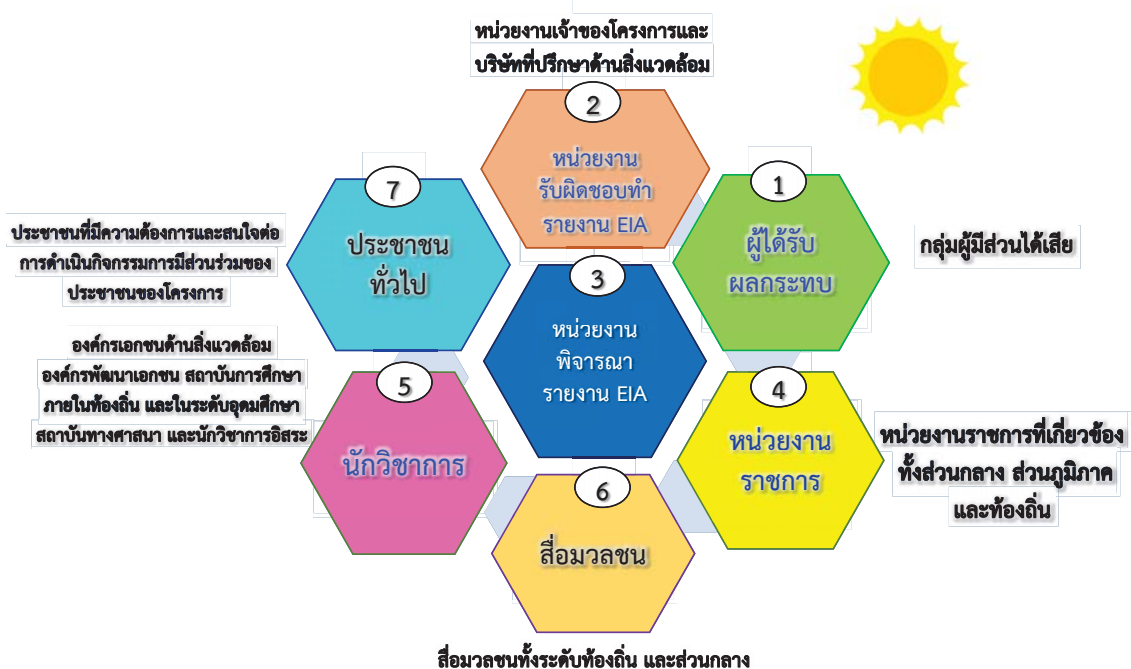 หน่วยงานเจ้าของโครงการและ
บริษัทที่ปรึกษาด้านสิ่งแวดล้อม
2
หน่วยงาน
รับผิดชอบทำ
รายงาน EIA
1
ผู้ได้รับ
ผลกระทบ
กลุ่มผู้มีส่วนได้เสีย
7
ประชาชน
ทั่วไป
ประชาชนที่มีความต้องการและสนใจต่อ
การดำเนินกิจกรรมการมีส่วนร่วมของ
ประชาชนของโครงการ
3
หน่วยงาน
พิจารณา
รายงาน EIA
องค์กรเอกชนด้านสิ่งแวดล้อม
องค์กรพัฒนาเอกชน สถาบันการศึกษา
ภายในท้องถิ่น และในระดับอุดมศึกษา
สถาบันทางศาสนา และนักวิชาการอิสระ
5
นักวิชาการ
4
หน่วยงาน
ราชการ
หน่วยงานราชการที่เกี่ยวข้อง
ทั้งส่วนกลาง ส่วนภูมิภาค
และท้องถิ่น
6
สื่อมวลชน
สื่อมวลชนทั้งระดับท้องถิ่น และส่วนกลาง